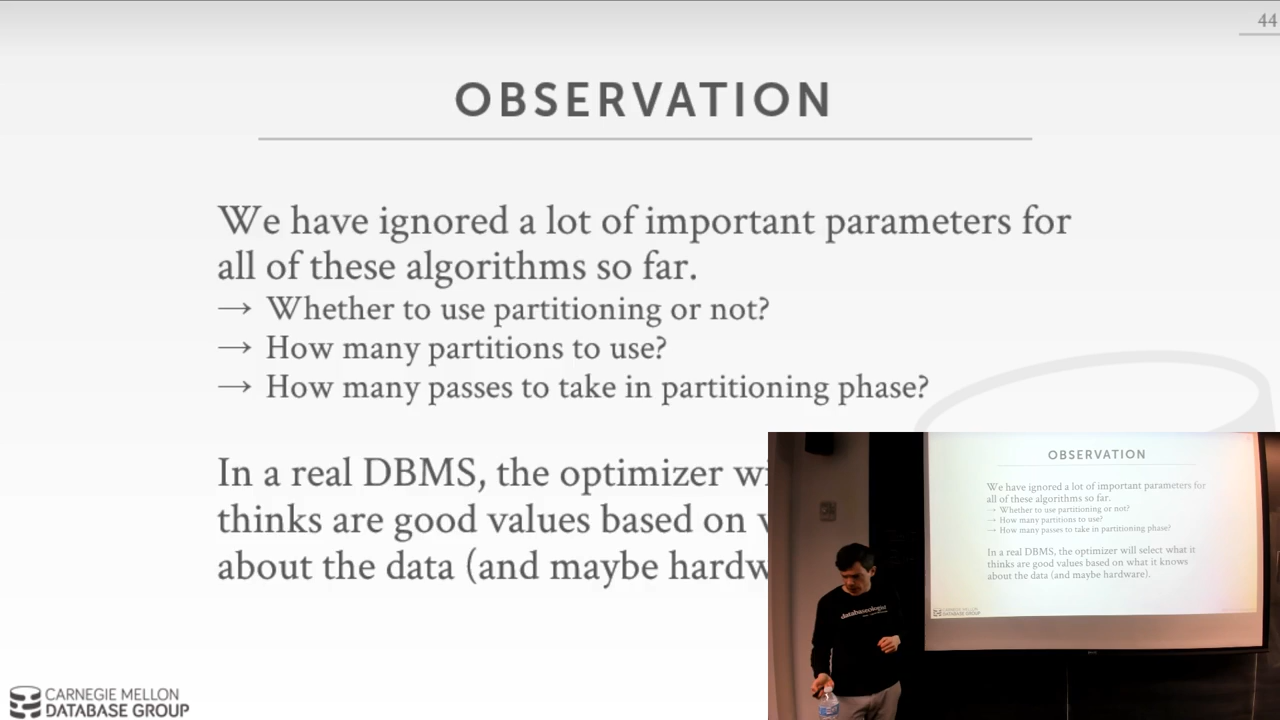 44
OBSERVATION
We have ignored a lot of important parameters for
all of these algorithms so far.
→ Whether to use partitioning or not?
→ How many partitions to use?
→ How many passes to take in partitioning phase?
In a real DBMS, the optimizer wi
thinks are good values based on
about the data (and maybe hardw
CARNEGIE MELLON
DATABASE GROUP
OBSERVATION
We have ignored a lot of important parameters for
all of these algorithms so far.
→ Whether to use partitioning or not?
→ How many partitions to use?
→ How many passes to take in partitioning phase?
In a real DBMS, the optimizer will select what it
thinks are good values based on what it knows
about the data (and maybe hardware).
CARNEGIE MELLON
DATABASE GROUP
databaseologist